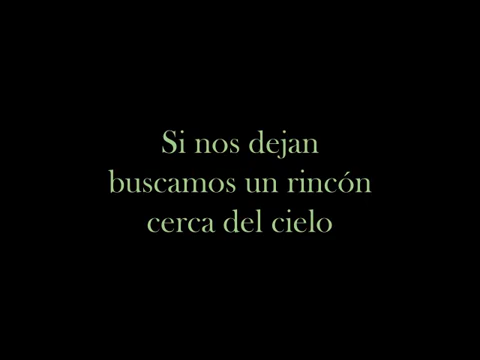 Si nos dejan
buscamos un rincón
cerca del cielo